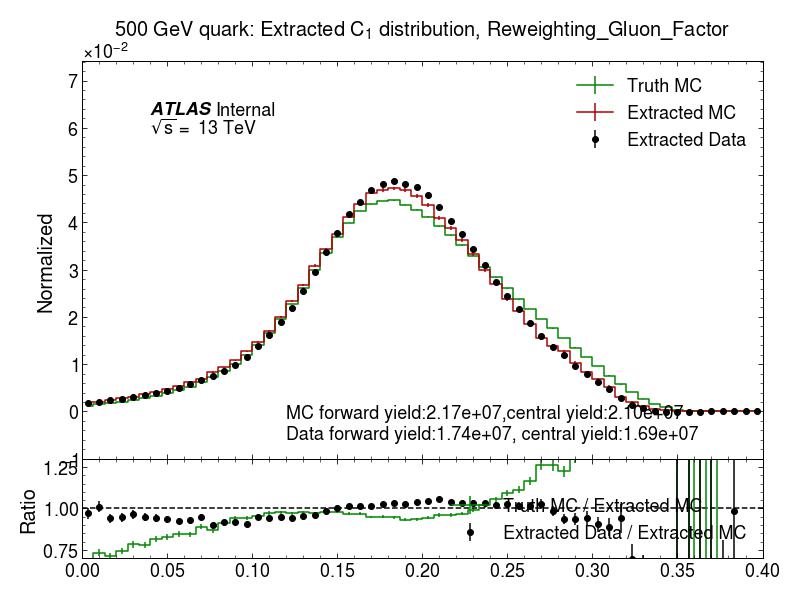 500 GeV quark: Extracted C₁ distribution, Reweighting_Gluon_Factor
×10⁻²
7
6
5
4
3
2
1
0
1
Normalized
ATLAS Internal
√s = 13 TeV
Truth MC
Extracted MC
Extracted Data
MC forward yield:2.17e+07,central yield:2.10e+07
Data forward yield:1.74e+07, central yield:1.69e+07
1.25
1.00
0.75
Ratio
Truth MC / Extracted MC
Extracted Data / Extracted MC
0.00 0.05 0.10 0.15 0.20 0.25 0.30 0.35 0.40